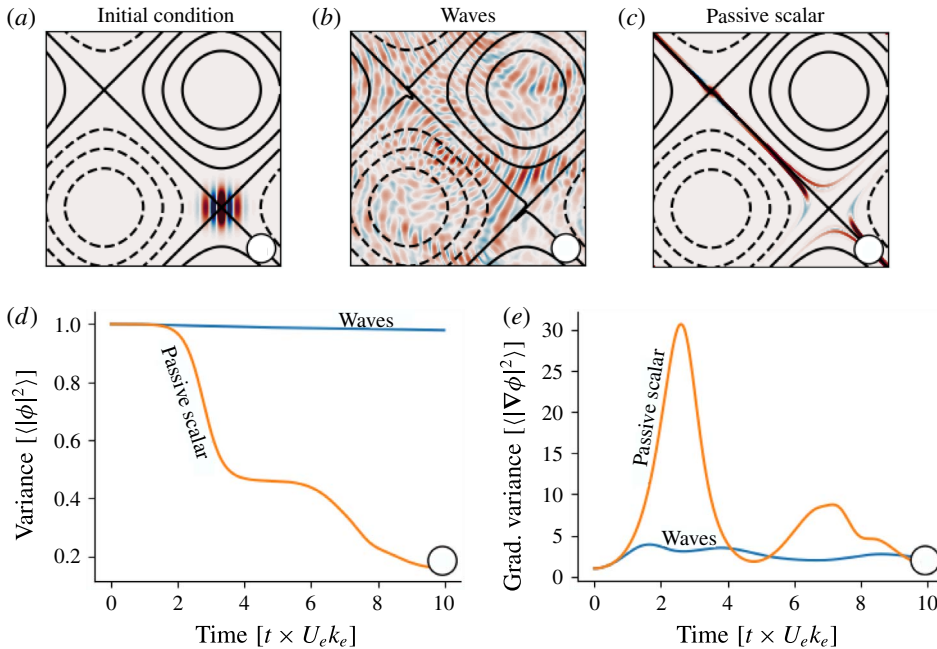 (a) Initial condition
(b) Waves
(c) Passive scalar
(d)
Variance [⟨|ϕ|²⟩]
1.0
0.8
0.6
0.4
0.2
Waves
Passive scalar
0 2 4 6 8 10
Time [t × Uₑkₑ]
(e)
Grad. variance [⟨|∇ϕ|²⟩]
30
25
20
15
10
5
0
Passive scalar
Waves
0 2 4 6 8 10
Time [t × Uₑkₑ]